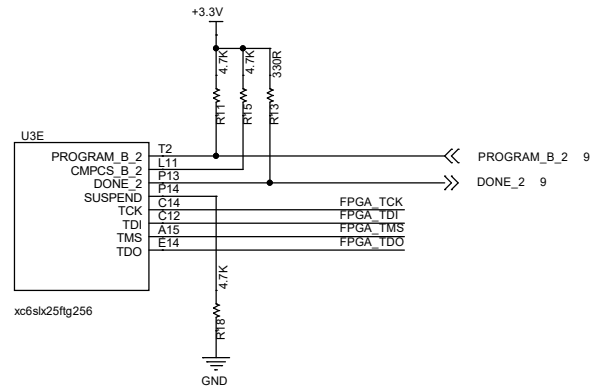 +3.3V
4.7K
4.7K
330R
R11
R15
R13
U3E
PROGRAM_B_2 T2 PROGRAM_B_2 9
CMPCS_B_2 L11
DONE_2 P13 DONE_2 9
SUSPEND P14
TCK C14 FPGA_TCK
TDI C12 FPGA_TDI
TMS A15 FPGA_TMS
TDO E14 FPGA_TDO
4.7K
xc6slx25ftg256
R18
GND